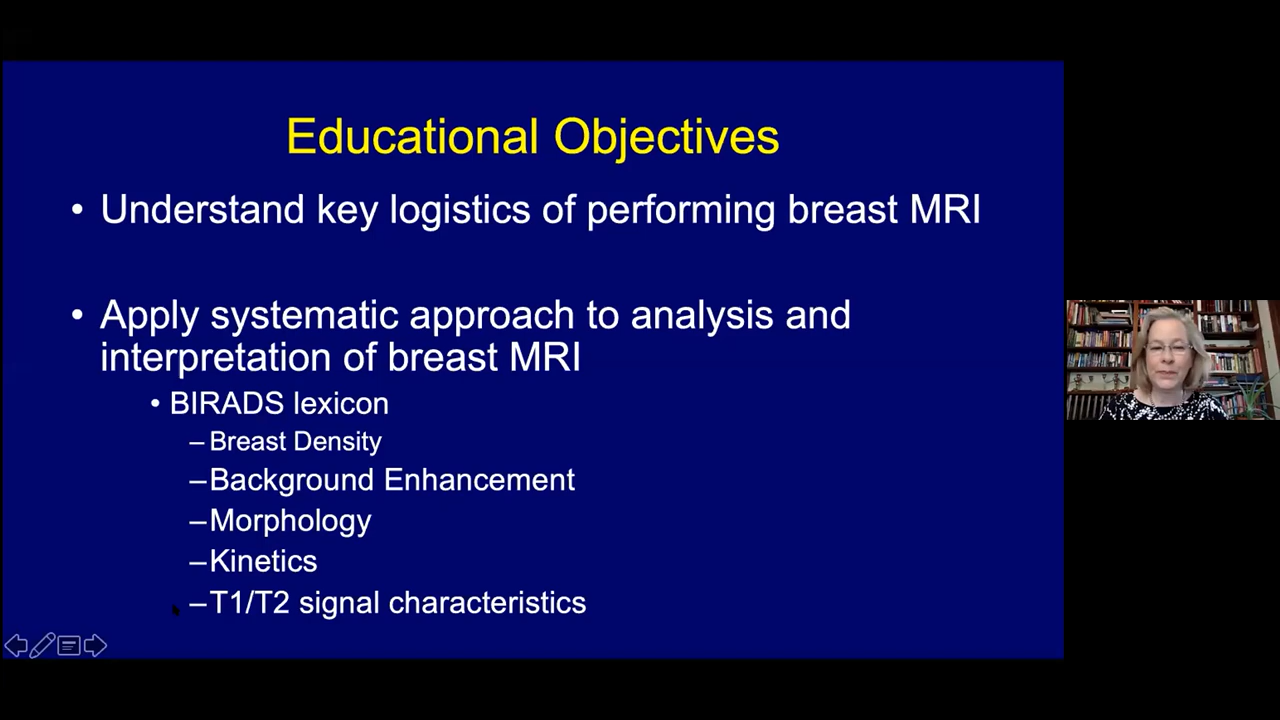 Educational Objectives
• Understand key logistics of performing breast MRI
• Apply systematic approach to analysis and
interpretation of breast MRI
• BIRADS lexicon
– Breast Density
–Background Enhancement
–Morphology
–Kinetics
–T1/T2 signal characteristics